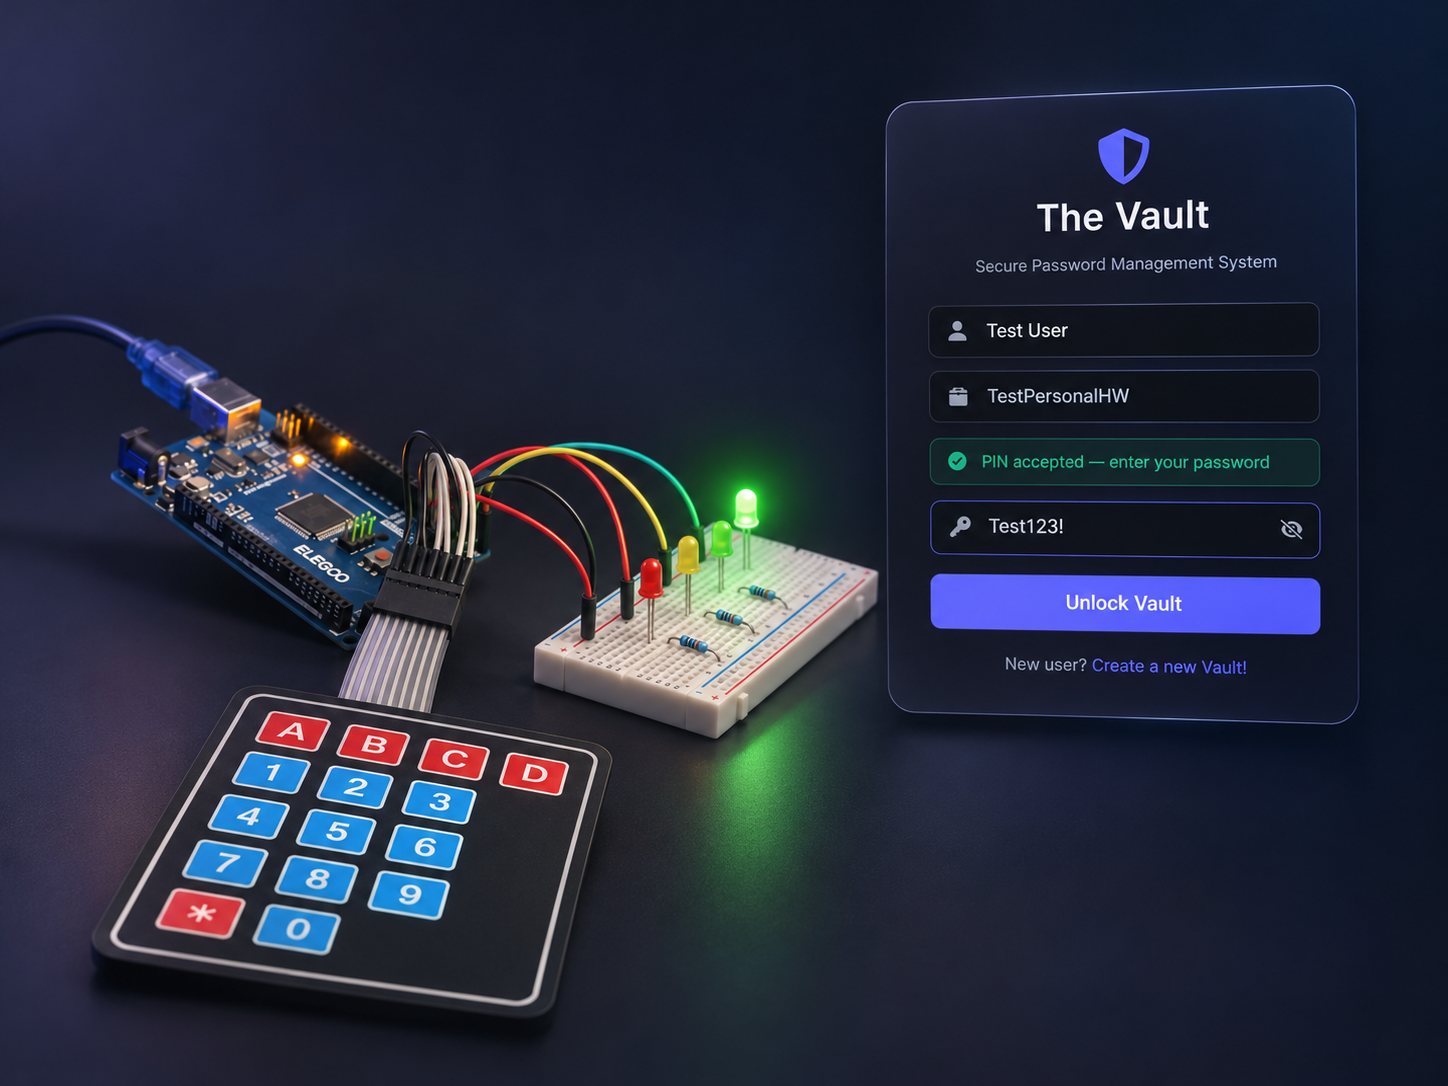 The Vault
Secure Password Management System
Test User
TestPersonalHW
PIN accepted — enter your password
Test123!
Unlock Vault
New user? Create a new Vault!
ELEGOO
A B C D
1 2 3
4 5 6
7 8 9
* 0